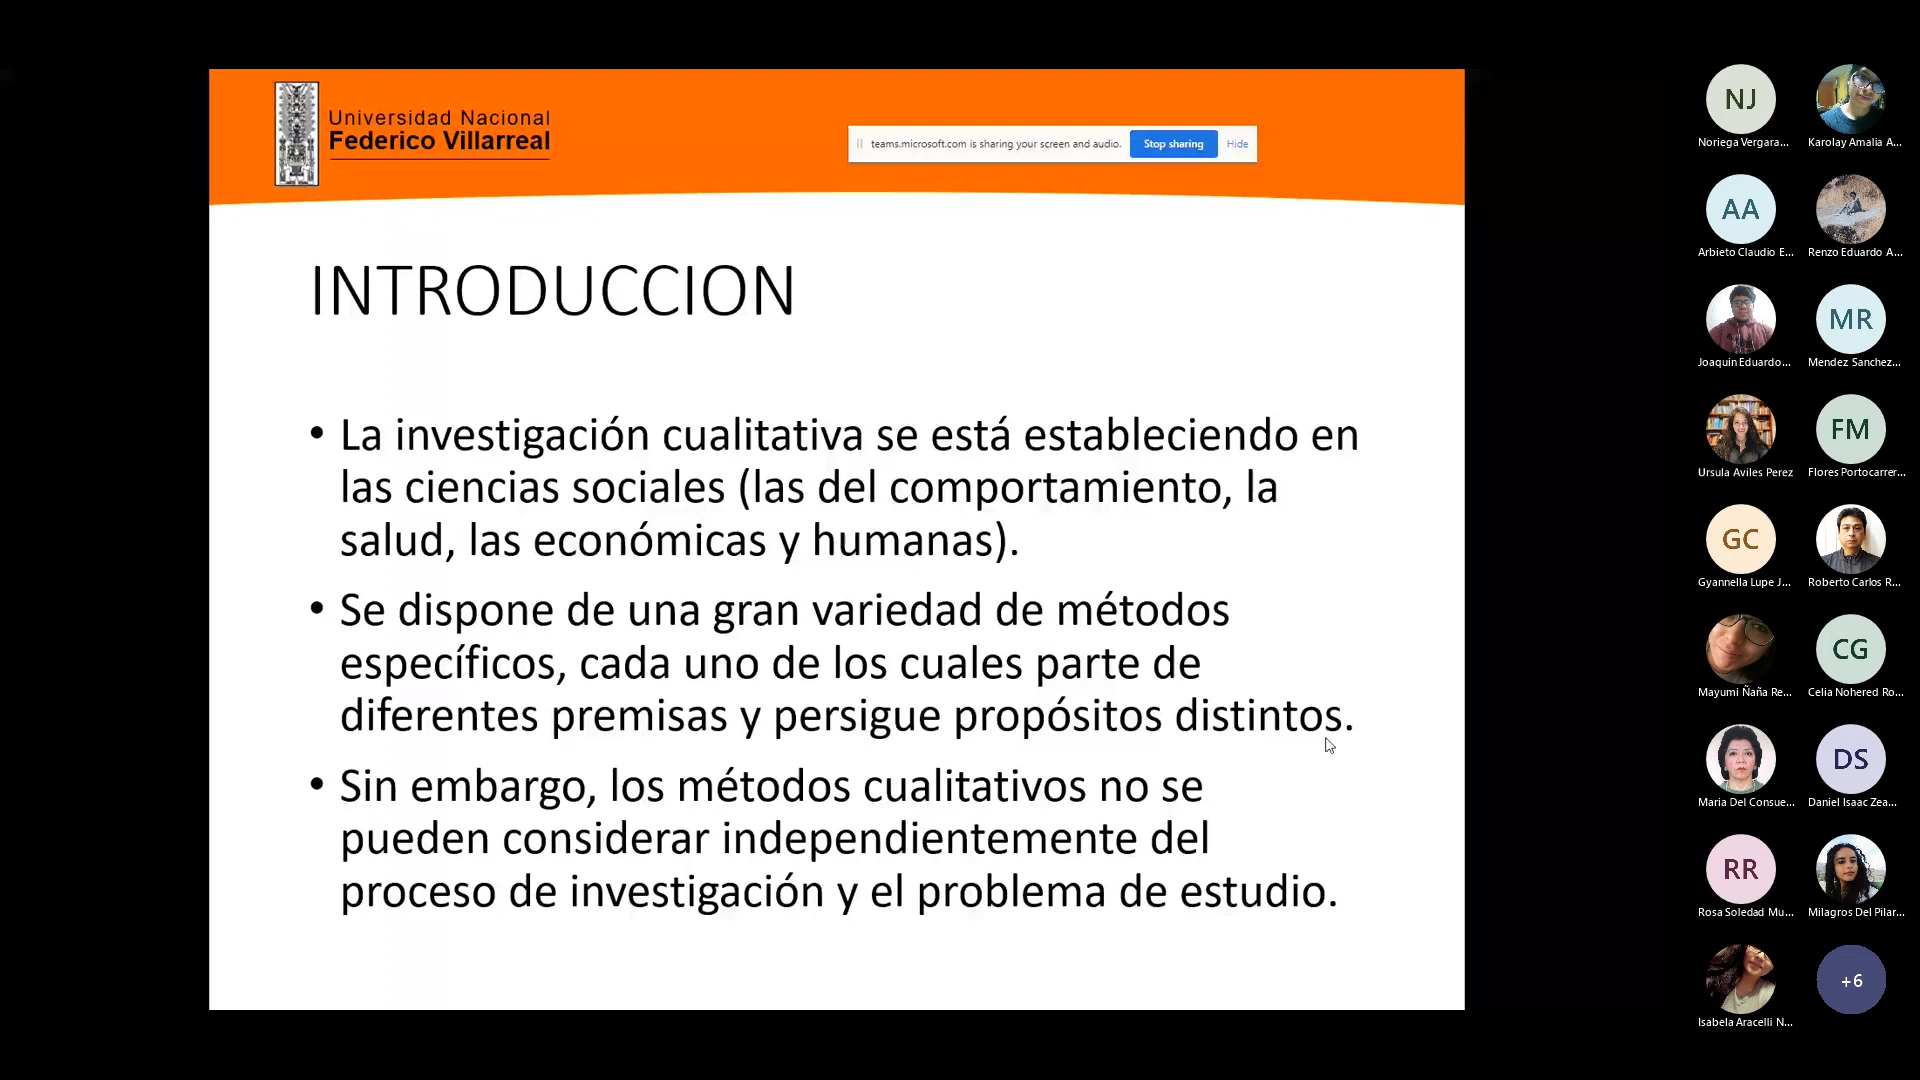 Universidad Nacional
Federico Villarreal
teams.microsoft.com is sharing your screen and audio. Stop sharing Hide
INTRODUCCION
• La investigación cualitativa se está estableciendo en
las ciencias sociales (las del comportamiento, la
salud, las económicas y humanas).
• Se dispone de una gran variedad de métodos
específicos, cada uno de los cuales parte de
diferentes premisas y persigue propósitos distintos.
• Sin embargo, los métodos cualitativos no se
pueden considerar independientemente del
proceso de investigación y el problema de estudio.
NJ
Noriega Vergara... Karolay Amalia A...
AA
Arbieto Claudio E... Renzo Eduardo A...
MR
Joaquin Eduardo... Mendez Sanchez...
FM
Ursula Aviles Perez Flores Portocarrer...
GC
Gyannella Lupe J... Roberto Carlos R...
CG
Mayumi Ñaña Re... Celia Nohered Ro...
DS
Maria Del Consue... Daniel Isaac Zea...
RR
Rosa Soledad Mu... Milagros Del Pilar...
+6
Isabela Aracelli N...